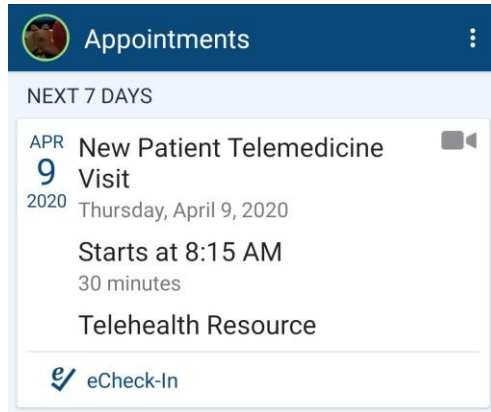 Appointments
NEXT 7 DAYS
APR
9
2020
New Patient Telemedicine
Visit
Thursday, April 9, 2020
Starts at 8:15 AM
30 minutes
Telehealth Resource
eCheck-In